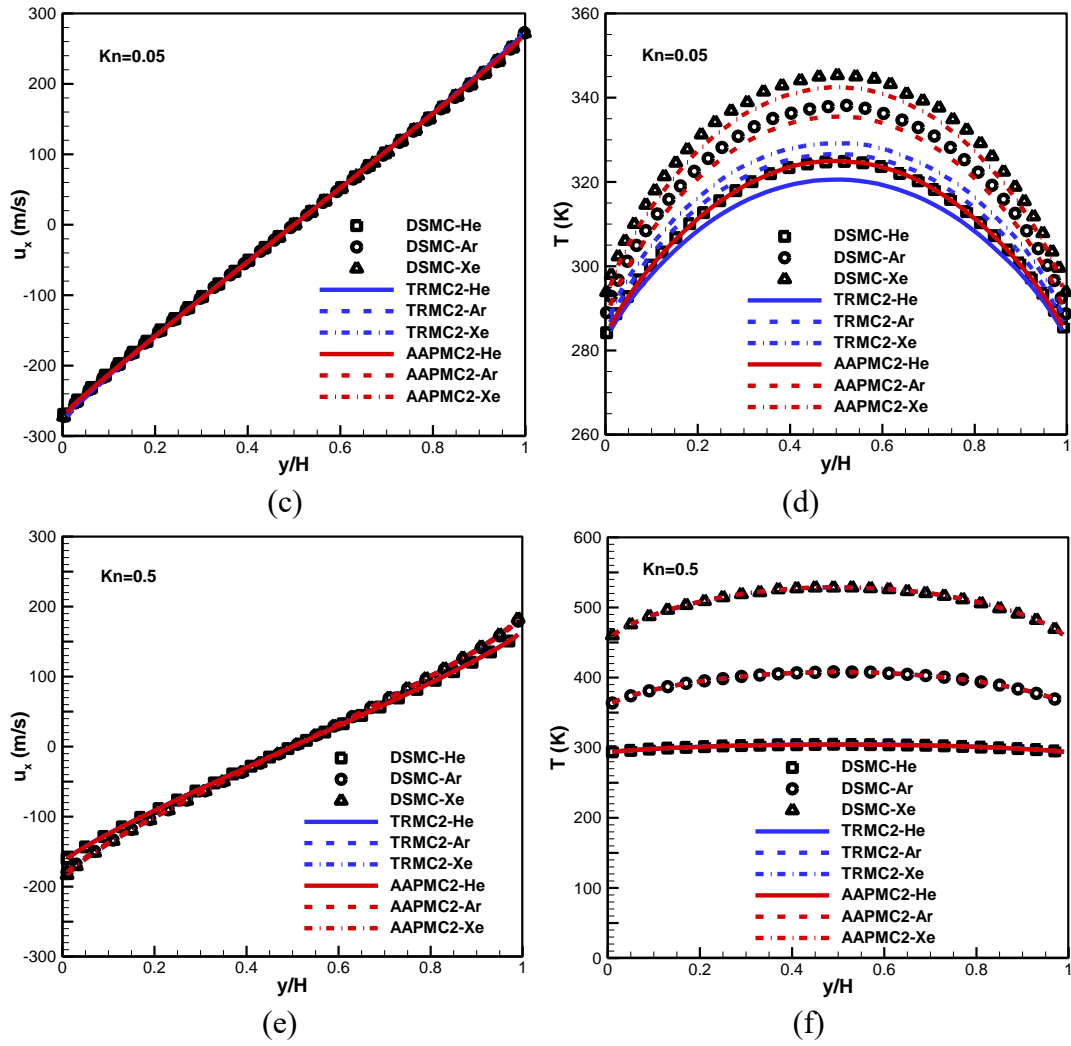 300
200
100
0
-100
-200
-300
u_x (m/s)
Kn=0.05
DSMC-He
DSMC-Ar
DSMC-Xe
TRMC2-He
TRMC2-Ar
TRMC2-Xe
AAPMC2-He
AAPMC2-Ar
AAPMC2-Xe
0 0.2 0.4 0.6 0.8 1
y/H
(c)
360
340
320
300
280
260
T (K)
Kn=0.05
DSMC-He
DSMC-Ar
DSMC-Xe
TRMC2-He
TRMC2-Ar
TRMC2-Xe
AAPMC2-He
AAPMC2-Ar
AAPMC2-Xe
0 0.2 0.4 0.6 0.8 1
y/H
(d)
300
200
100
0
-100
-200
-300
u_x (m/s)
Kn=0.5
DSMC-He
DSMC-Ar
DSMC-Xe
TRMC2-He
TRMC2-Ar
TRMC2-Xe
AAPMC2-He
AAPMC2-Ar
AAPMC2-Xe
0 0.2 0.4 0.6 0.8 1
y/H
(e)
600
500
400
300
200
100
0
T (K)
Kn=0.5
DSMC-He
DSMC-Ar
DSMC-Xe
TRMC2-He
TRMC2-Ar
TRMC2-Xe
AAPMC2-He
AAPMC2-Ar
AAPMC2-Xe
0 0.2 0.4 0.6 0.8 1
y/H
(f)